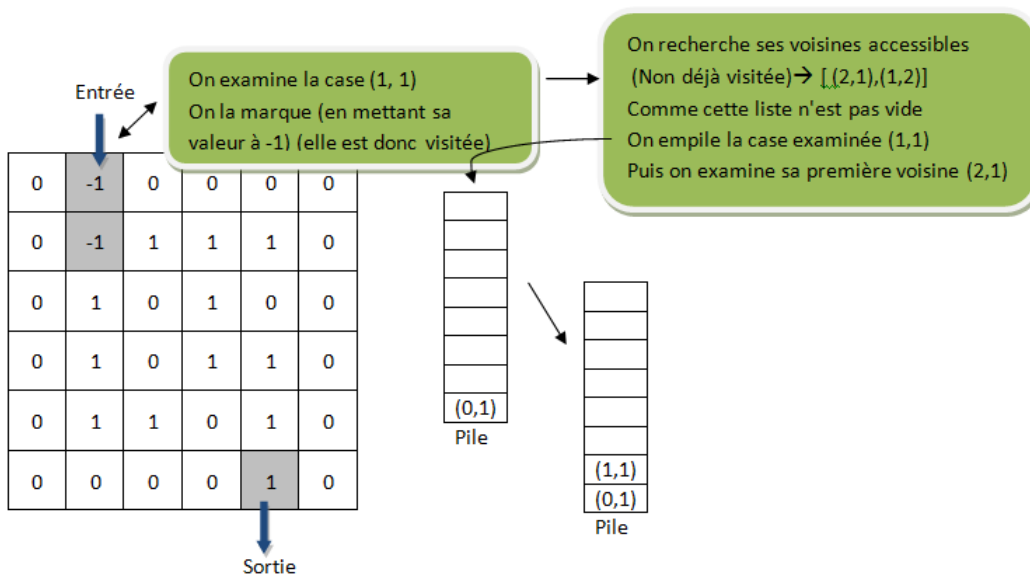 On examine la case (1, 1)
On la marque (en mettant sa
valeur à -1) (elle est donc visitée)
On recherche ses voisines accessibles
(Non déjà visitée)→ [ (2,1),(1,2)]
Comme cette liste n'est pas vide
On empile la case examinée (1,1)
Puis on examine sa première voisine (2,1)
Entrée
0 -1 0 0 0 0
0 -1 1 1 1 0
0 1 0 1 0 0
0 1 0 1 1 0
0 1 1 0 1 0
0 0 0 0 1 0
Sortie
(0,1)
Pile
(1,1)
(0,1)
Pile